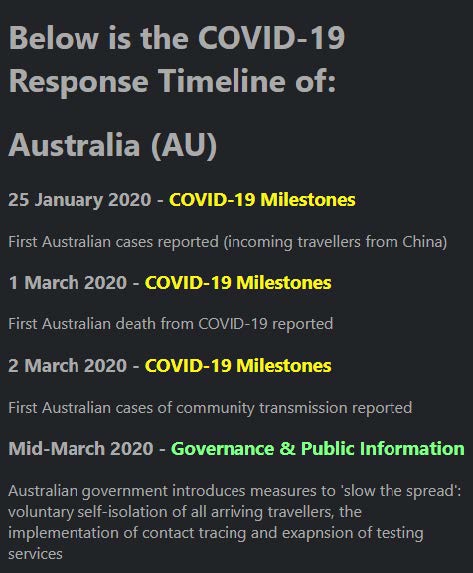 Below is the COVID-19
Response Timeline of:
Australia (AU)
25 January 2020 - COVID-19 Milestones
First Australian cases reported (incoming travellers from China)
1 March 2020 - COVID-19 Milestones
First Australian death from COVID-19 reported
2 March 2020 - COVID-19 Milestones
First Australian cases of community transmission reported
Mid-March 2020 - Governance & Public Information
Australian government introduces measures to 'slow the spread':
voluntary self-isolation of all arriving travellers, the
implementation of contact tracing and exapnsion of testing
services